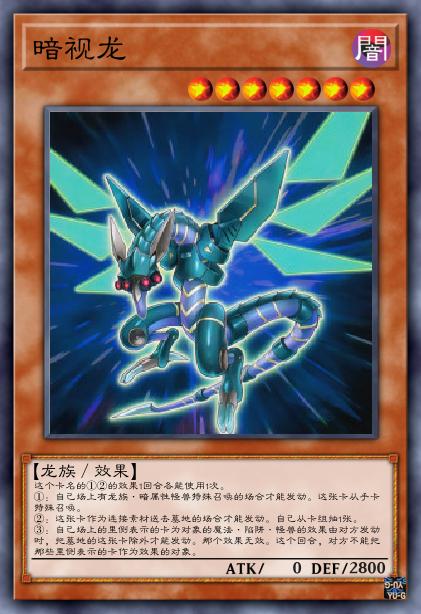 暗视龙
闇
【龙族／效果】
这个卡名的①②的效果1回合各能使用1次。
①：自己场上有龙族·暗属性怪兽特殊召唤的场合才能发动。这张卡从手卡
特殊召唤。
②：这张卡作为连接素材送去墓地的场合才能发动。自己从卡组抽1张。
③：自己场上的里侧表示的卡为对象的魔法·陷阱·怪兽的效果由对方发动
时，把墓地的这张卡除外才能发动。那个效果无效。这个回合，对方不能把
那些里侧表示的卡作为效果的对象。
ATK/ 0 DEF/2800